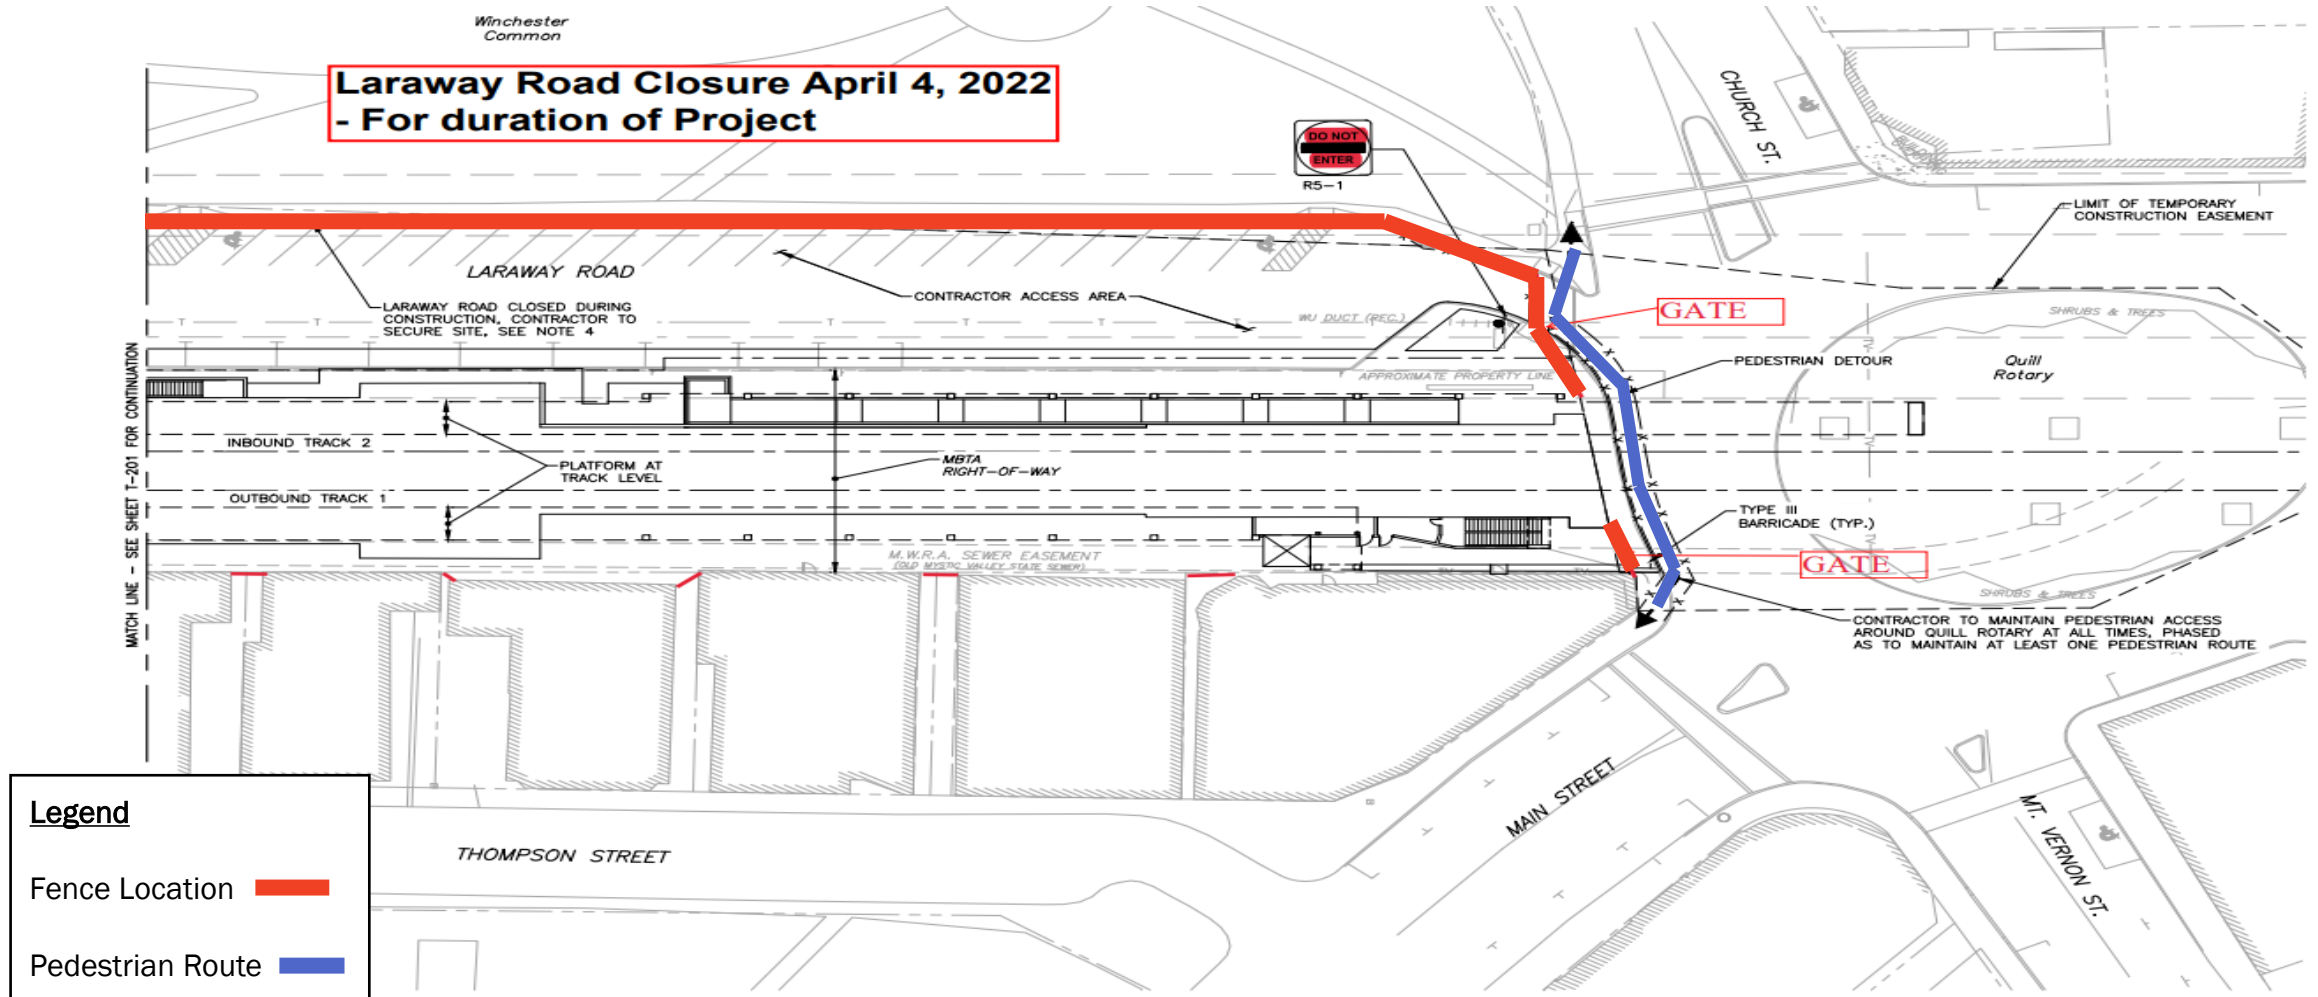 Winchester
Common
Laraway Road Closure April 4, 2022
- For duration of Project
DO NOT
ENTER
R5-1
CHURCH ST.
BUILDING
LIMIT OF TEMPORARY
CONSTRUCTION EASEMENT
LARAWAY ROAD
LARAWAY ROAD CLOSED DURING
CONSTRUCTION, CONTRACTOR TO
SECURE SITE, SEE NOTE 4
CONTRACTOR ACCESS AREA
WU DUCT (REC.)
GATE
SHRUBS & TREES
Quill
Rotary
PEDESTRIAN DETOUR
APPROXIMATE PROPERTY LINE
MATCH LINE - SEE SHEET T-201 FOR CONTINUATION
INBOUND TRACK 2
PLATFORM AT
TRACK LEVEL
MBTA
RIGHT-OF-WAY
OUTBOUND TRACK 1
TYPE III
BARRICADE (TYP.)
M.W.R.A. SEWER EASEMENT
(OLD MYSTIC VALLEY STATE SEWER)
GATE
SHRUBS & TREES
CONTRACTOR TO MAINTAIN PEDESTRIAN ACCESS
AROUND QUILL ROTARY AT ALL TIMES, PHASED
AS TO MAINTAIN AT LEAST ONE PEDESTRIAN ROUTE
MAIN STREET
MT. VERNON ST.
THOMPSON STREET
Legend
Fence Location
Pedestrian Route